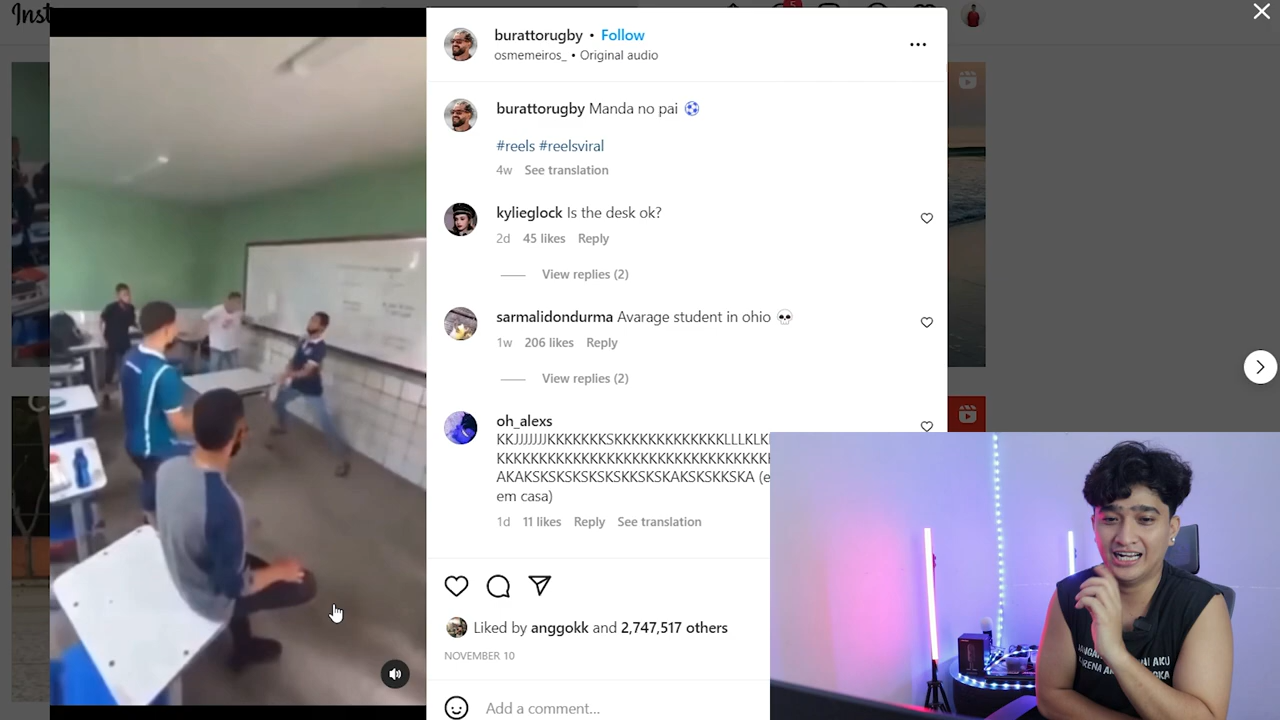 Inst
5
burattorugby • Follow
osmemeiros_ • Original audio
burattorugby Manda no pai
#reels #reelsviral
4w See translation
kylieglock Is the desk ok?
2d 45 likes Reply
View replies (2)
sarmalidondurma Avarage student in ohio
1w 206 likes Reply
View replies (2)
oh_alexs
em casa)
1d 11 likes Reply See translation
Liked by anggokk and 2,747,517 others
NOVEMBER 10
Add a comment...